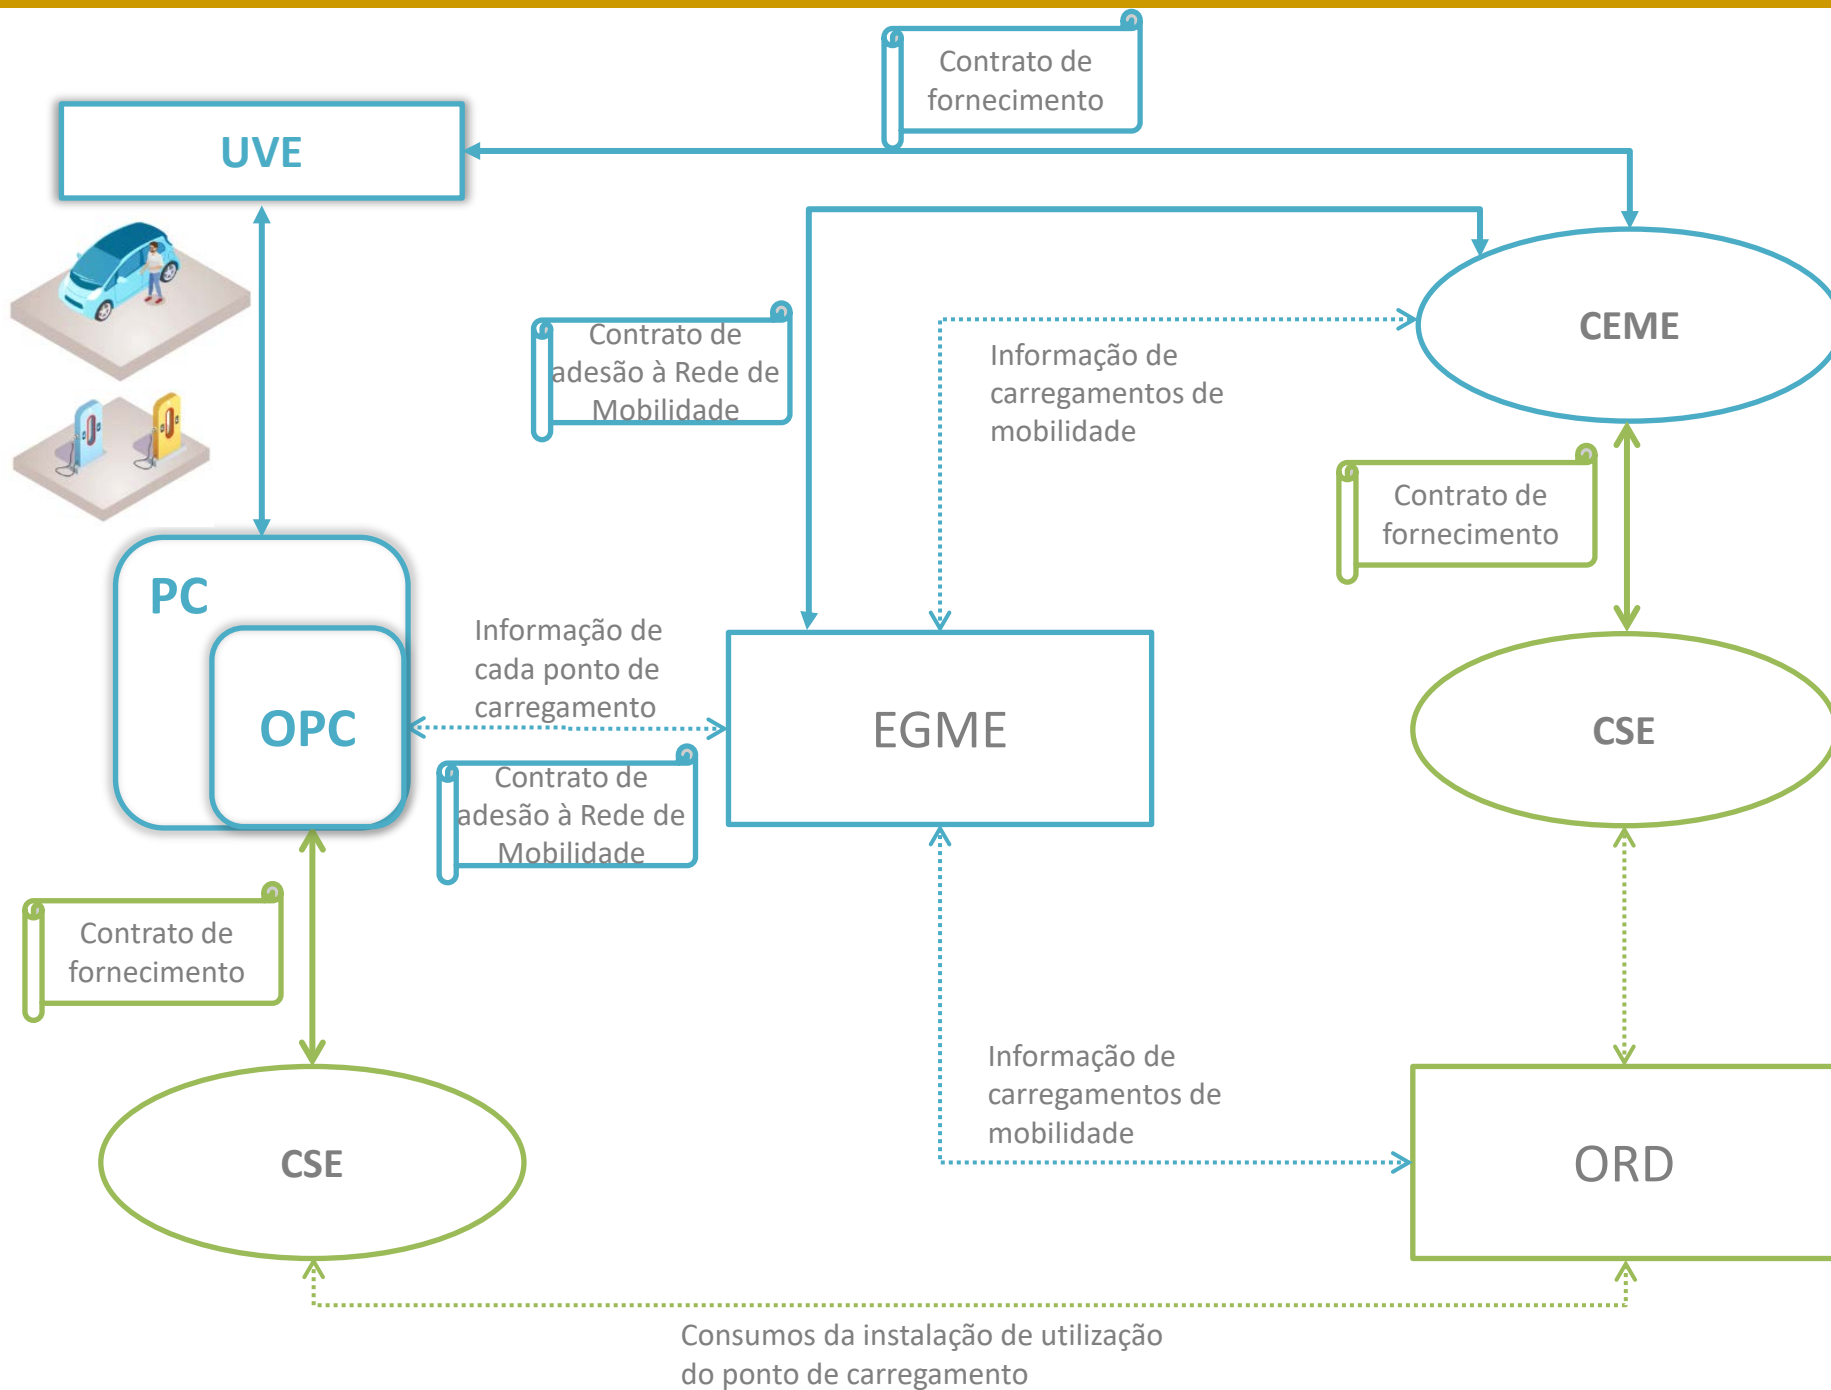 Contrato de
fornecimento
UVE
Contrato de
adesão à Rede de
Mobilidade
Informação de
carregamentos de
mobilidade
CEME
Contrato de
fornecimento
PC
OPC
Informação de
cada ponto de
carregamento
EGME
CSE
Contrato de
adesão à Rede de
Mobilidade
Contrato de
fornecimento
Informação de
carregamentos de
mobilidade
CSE
ORD
Consumos da instalação de utilização
do ponto de carregamento